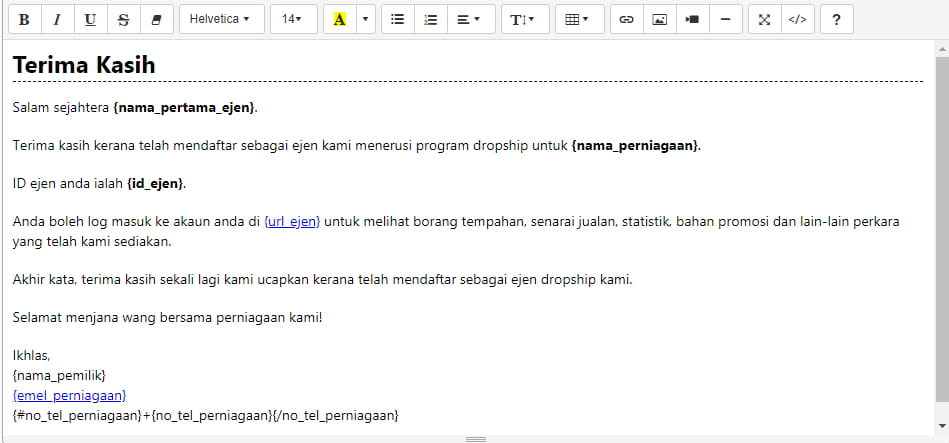 B I U S Helvetica 14 A T </> ?
Terima Kasih
Salam sejahtera {nama_pertama_ejen}.
Terima kasih kerana telah mendaftar sebagai ejen kami menerusi program dropship untuk {nama_perniagaan}.
ID ejen anda ialah {id_ejen}.
Anda boleh log masuk ke akaun anda di {url_ejen} untuk melihat borang tempahan, senarai jualan, statistik, bahan promosi dan lain-lain perkara
yang telah kami sediakan.
Akhir kata, terima kasih sekali lagi kami ucapkan kerana telah mendaftar sebagai ejen dropship kami.
Selamat menjana wang bersama perniagaan kami!
Ikhlas,
{nama_pemilik}
{emel_perniagaan}
{#no_tel_perniagaan}+{no_tel_perniagaan}{/no_tel_perniagaan}